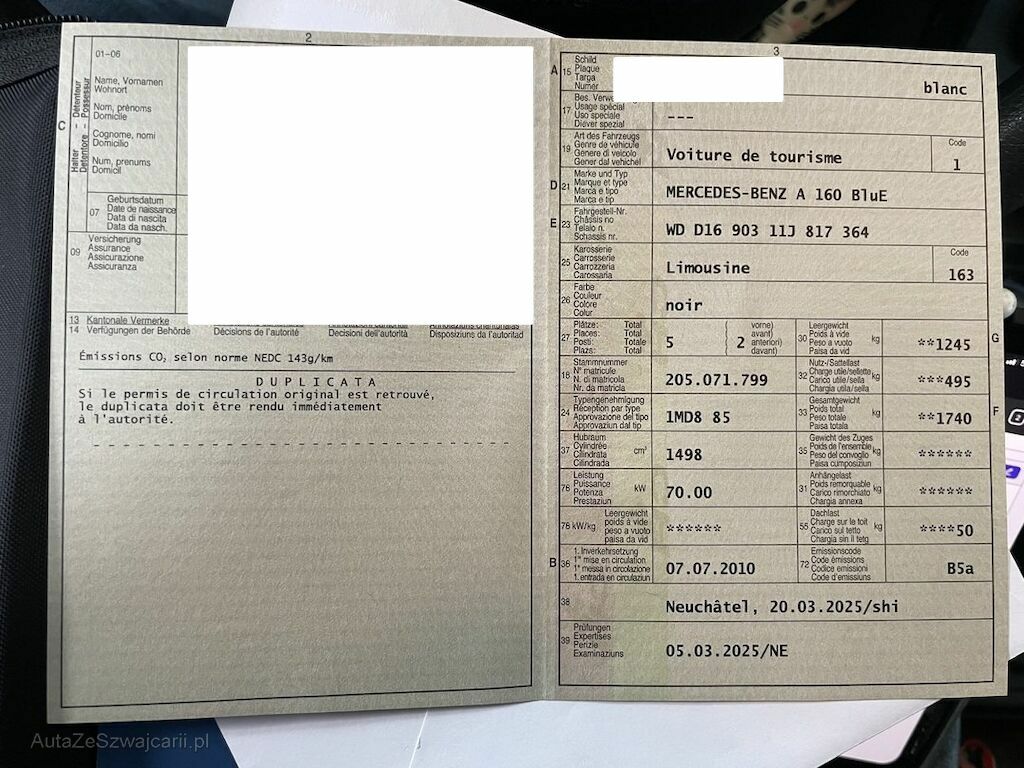 2
01-06
Name, Vornamen
Wohnort
Nom, prénoms
Domicile
Cognome, nomi
Domicilio
Num, prenums
Domicil
C
Halter - Détenteur
Detentore - Possessur
07
Geburtsdatum
Date de naissance
Data di nascita
Data da nasch.
09
Versicherung
Assurance
Assicurazione
Assicuranza
13 Kantonale Vermerke
14 Verfügungen der Behörde
Décisions de l'autorité
Decisioni dell'autorità
Disposiziuns da l'autoritad
Émissions CO₂ selon norme NEDC 143g/km
DUPLICATA
Si le permis de circulation original est retrouvé,
le duplicata doit être rendu immédiatement
à l'autorité.
3
A 15
Schild
Plaque
Targa
Numer
blanc
17
Usage spécial
Uso speciale
Diever spezial
---
19
Art des Fahrzeugs
Genre de véhicule
Genere di veicolo
Gener dal vehichel
Voiture de tourisme
Code
1
D 21
Marke und Typ
Marque et type
Marca e tipo
Marca e tip
MERCEDES-BENZ A 160 BluE
E 23
Fahrgestell-Nr.
Châssis no
Telaio n.
Schassis nr.
WD D16 903 11J 817 364
25
Karosserie
Carrosserie
Carrozzeria
Carossaria
Limousine
Code
163
26
Farbe
Couleur
Colore
Colur
noir
27
Plätze: Total
Places: Total
Posti: Totale
Plazs: Total
5
vorne)
avant)
anteriori)
davant)
2
30
Leergewicht
Poids à vide
Peso a vuoto
Paisa da vid
kg
**1245
G
18
Stammnummer
N° matricule
N. di matricola
Nr. da matricla
205.071.799
32
Nutz-/Sattellast
Charge utile/sellette
Carico utile/sella
Chargia utila/sella
kg
***495
24
Typengenehmigung
Réception par type
Approvazione del tipo
Approvaziun dal tip
1MD8 85
33
Gesamtgewicht
Poids total
Peso totale
Paisa totala
kg
**1740
F
37
Hubraum
Cylindrée
Cilindrata
Cilindrada
cm³
1498
35
Gewicht des Zuges
Poids de l'ensemble
Peso del convoglio
Paisa cumposiziun
kg
******
76
Leistung
Puissance
Potenza
Prestaziun
kW
70.00
31
Anhängelast
Poids remorquable
Carico rimorchiato
Chargia annexa
kg
******
78 kW/kg
Leergewicht
poids à vide
peso a vuoto
paisa da vid
******
55
Dachlast
Charge sur le toit
Carico sul tetto
Chargia sin il tetg
kg
****50
B 36
1. Inverkehrsetzung
1re mise en circulation
1a messa in circolazione
1. entrada en circulaziun
07.07.2010
72
Emissionscode
Code émissions
Codice emissioni
Code d'emissiuns
B5a
38
Neuchâtel, 20.03.2025/shi
39
Prüfungen
Expertises
Perizie
Examinaziuns
05.03.2025/NE
AutaZeSzwajcarii.pl